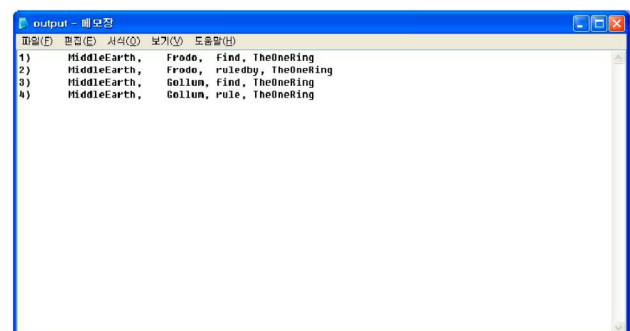 output - 메모장
파일(F) 편집(E) 서식(O) 보기(V) 도움말(H)
1) MiddleEarth, Frodo, Find, TheOneRing
2) MiddleEarth, Frodo, ruledby, TheOneRing
3) MiddleEarth, Gollum, find, TheOneRing
4) MiddleEarth, Gollum, rule, TheOneRing